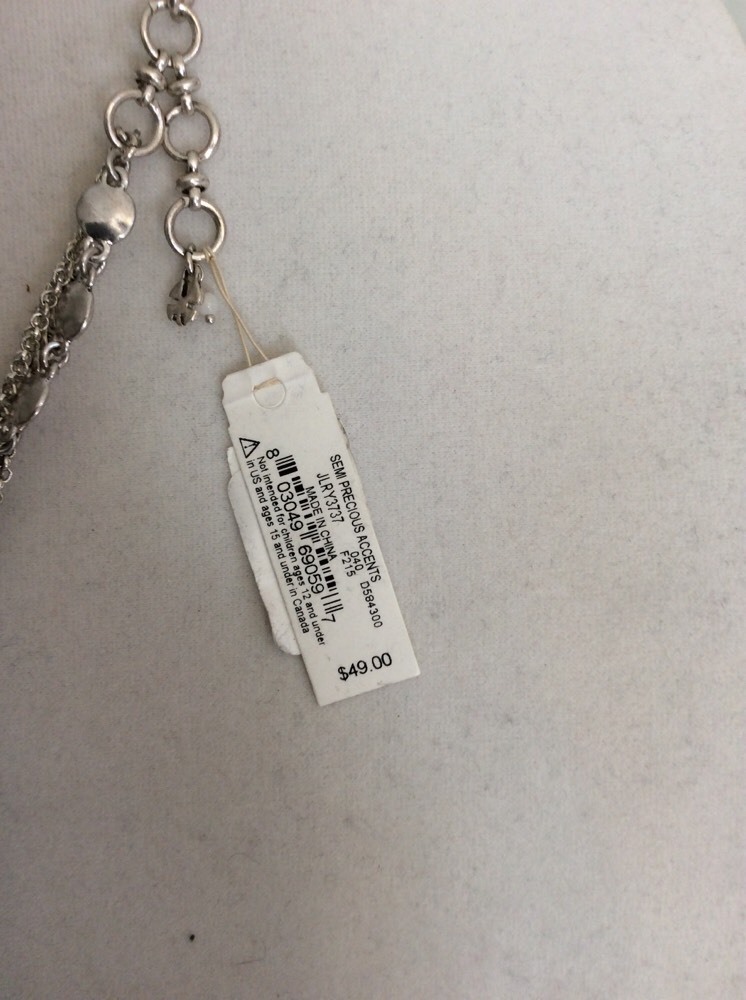 SEMI PRECIOUS ACCENTS
JLRY3737 040 D584300
MADE IN CHINA F215
8 03049 69059 7
Not intended for children ages 12 and under
in US and ages 15 and under in Canada
$49.00